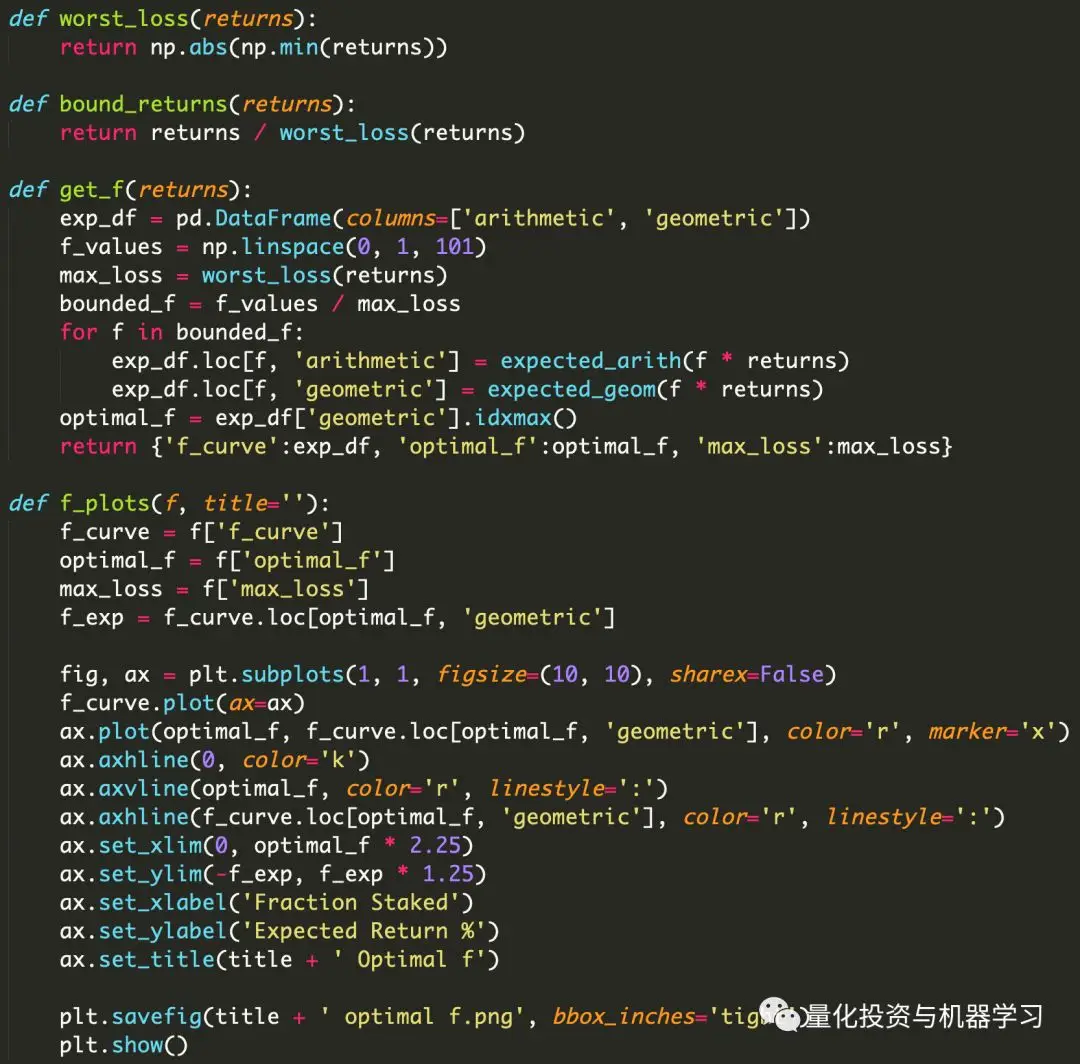 def worst_loss(returns):
    return np.abs(np.min(returns))

def bound_returns(returns):
    return returns / worst_loss(returns)

def get_f(returns):
    exp_df = pd.DataFrame(columns=['arithmetic', 'geometric'])
    f_values = np.linspace(0, 1, 101)
    max_loss = worst_loss(returns)
    bounded_f = f_values / max_loss
    for f in bounded_f:
        exp_df.loc[f, 'arithmetic'] = expected_arith(f * returns)
        exp_df.loc[f, 'geometric'] = expected_geom(f * returns)
    optimal_f = exp_df['geometric'].idxmax()
    return {'f_curve':exp_df, 'optimal_f':optimal_f, 'max_loss':max_loss}

def f_plots(f, title=''):
    f_curve = f['f_curve']
    optimal_f = f['optimal_f']
    max_loss = f['max_loss']
    f_exp = f_curve.loc[optimal_f, 'geometric']

    fig, ax = plt.subplots(1, 1, figsize=(10, 10), sharex=False)
    f_curve.plot(ax=ax)
    ax.plot(optimal_f, f_curve.loc[optimal_f, 'geometric'], color='r', marker='x')
    ax.axhline(0, color='k')
    ax.axvline(optimal_f, color='r', linestyle=':')
    ax.axhline(f_curve.loc[optimal_f, 'geometric'], color='r', linestyle=':')
    ax.set_xlim(0, optimal_f * 2.25)
    ax.set_ylim(-f_exp, f_exp * 1.25)
    ax.set_xlabel('Fraction Staked')
    ax.set_ylabel('Expected Return %')
    ax.set_title(title + ' Optimal f')

    plt.savefig(title + ' optimal f.png', bbox_inches='tig
量化投资与机器学习
    plt.show()